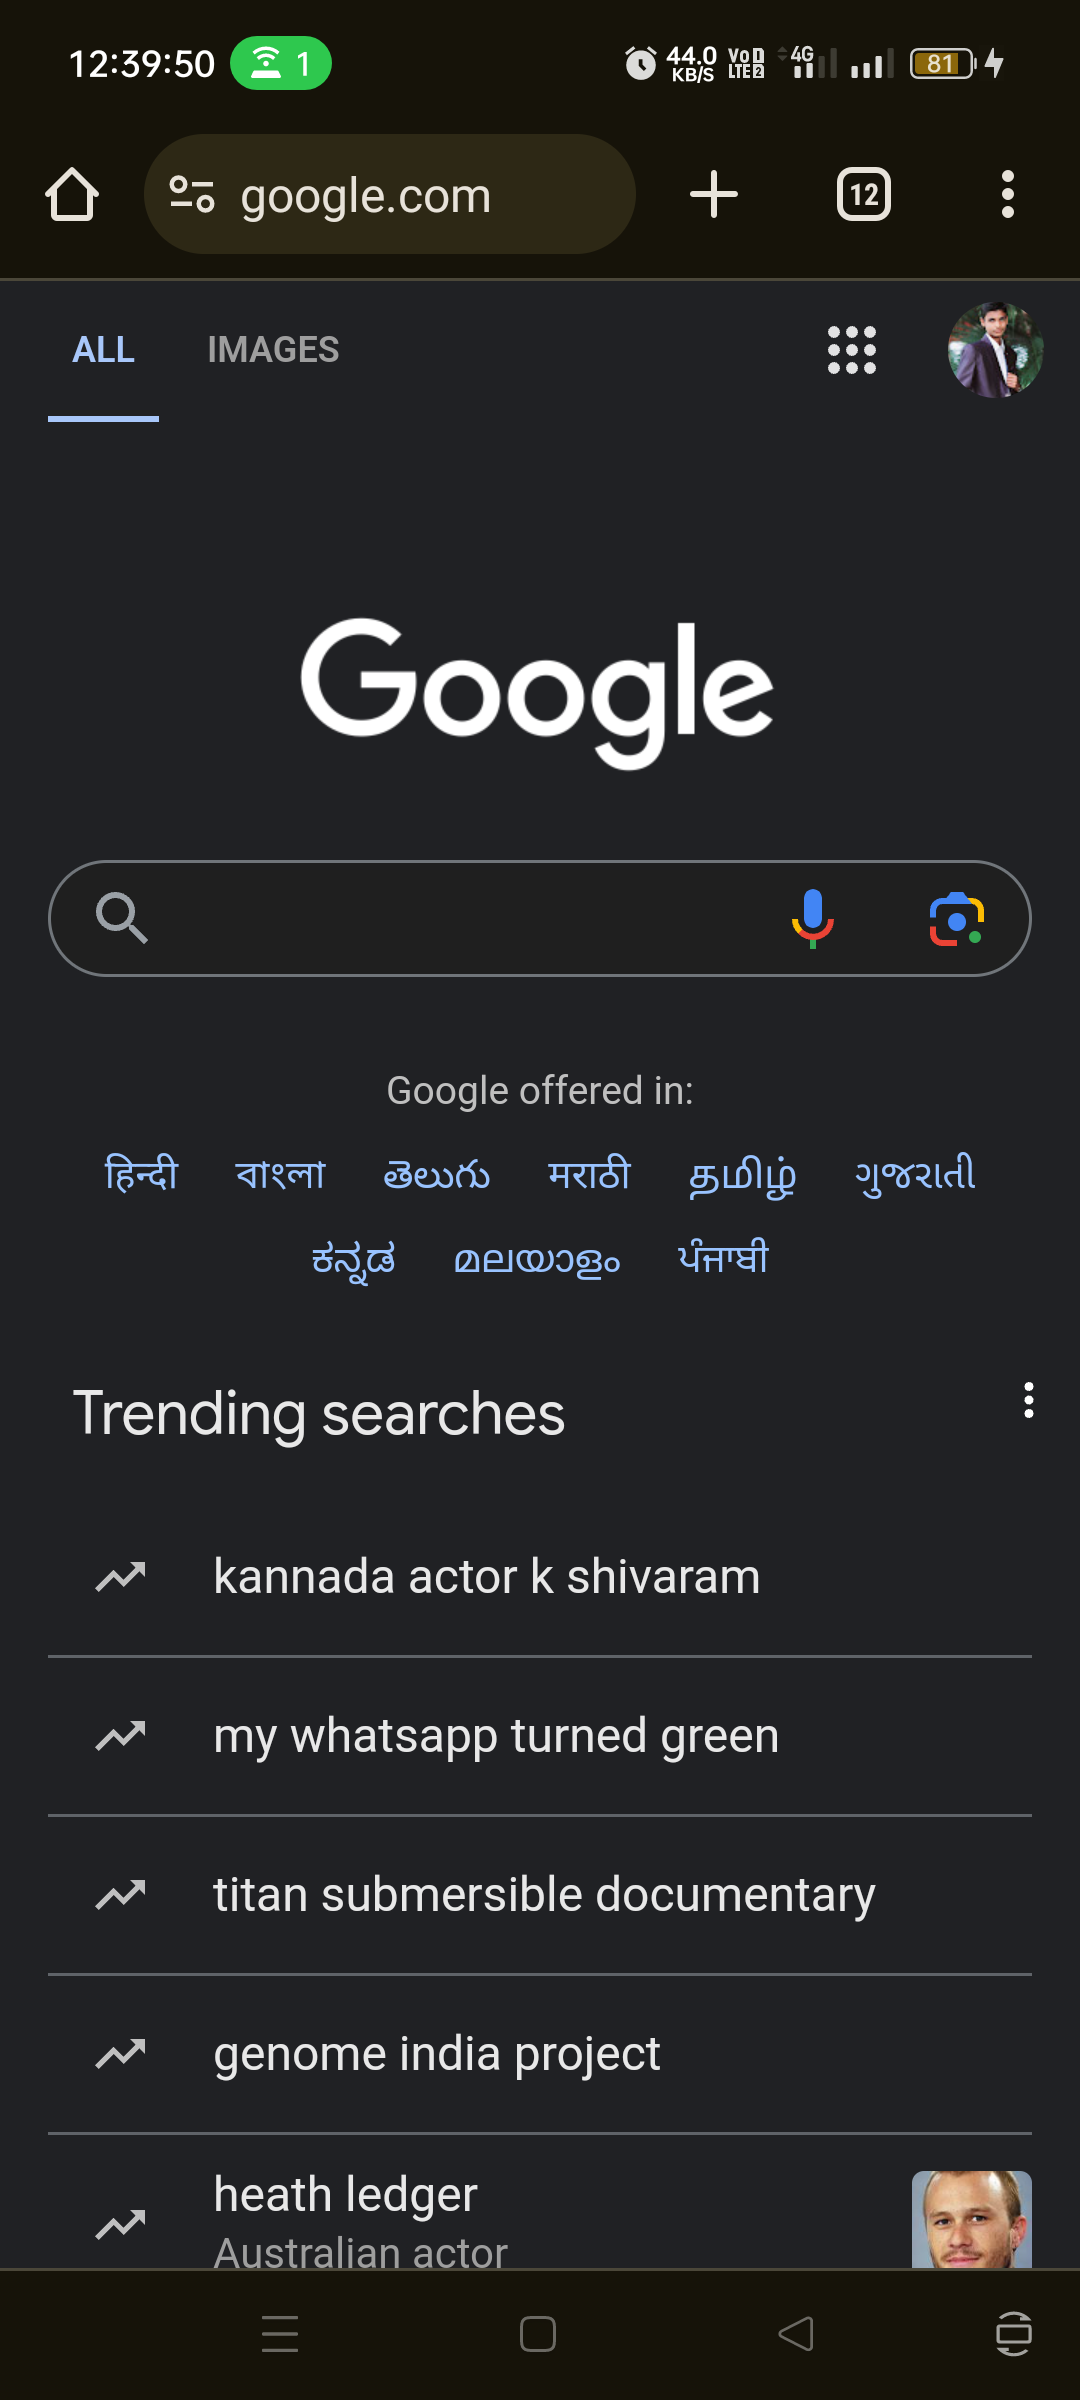 12:39:50 1 44.0 KB/S VoD LTE2 4G 81
google.com 12
ALL IMAGES
Google
Google offered in:
हिन्दी বাংলা తెలుగు मराठी தமிழ் ગુજરાતી
ಕನ್ನಡ മലയാളം ਪੰਜਾਬੀ
Trending searches
kannada actor k shivaram
my whatsapp turned green
titan submersible documentary
genome india project
heath ledger
Australian actor